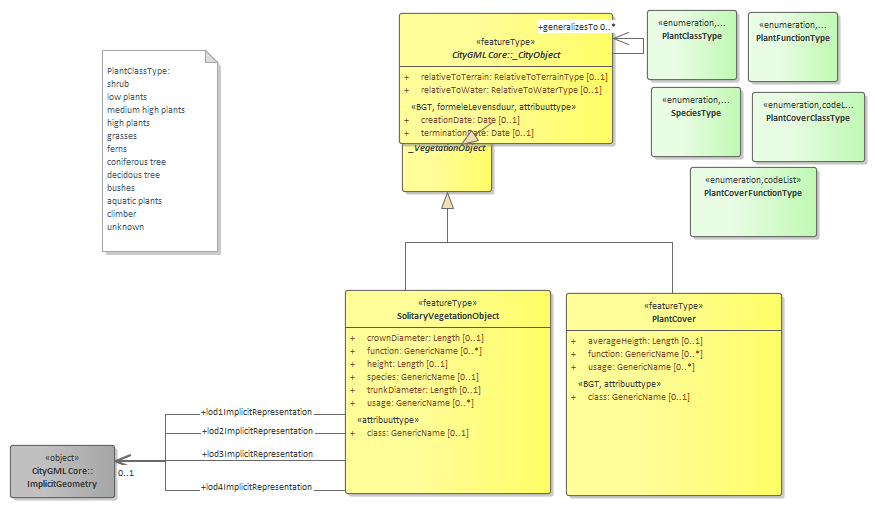 PlantClassType:
shrub
low plants
medium high plants
high plants
grasses
ferns
coniferous tree
decidous tree
bushes
aquatic plants
climber
unknown
+generalizesTo 0..*
«featureType»
CityGML Core::_CityObject
+ relativeToTerrain: RelativeToTerrainType [0..1]
+ relativeToWater: RelativeToWaterType [0..1]
«BGT, formeleLevensduur, attribuuttype»
+ creationDate: Date [0..1]
+ terminationDate: Date [0..1]
_VegetationObject
«enumeration,...
PlantClassType
«enumeration,...
PlantFunctionType
«enumeration,...
SpeciesType
«enumeration,codeL...
PlantCoverClassType
«enumeration,codeList»
PlantCoverFunctionType
«featureType»
SolitaryVegetationObject
+ crownDiameter: Length [0..1]
+ function: GenericName [0..*]
+ height: Length [0..1]
+ species: GenericName [0..1]
+ trunkDiameter: Length [0..1]
+ usage: GenericName [0..*]
«attribuuttype»
+ class: GenericName [0..1]
«featureType»
PlantCover
+ averageHeigth: Length [0..1]
+ function: GenericName [0..*]
+ usage: GenericName [0..*]
«BGT, attribuuttype»
+ class: GenericName [0..1]
+lod1ImplicitRepresentation
+lod2ImplicitRepresentation
+lod3ImplicitRepresentation
+lod4ImplicitRepresentation
0..1
«object»
CityGML Core::
ImplicitGeometry